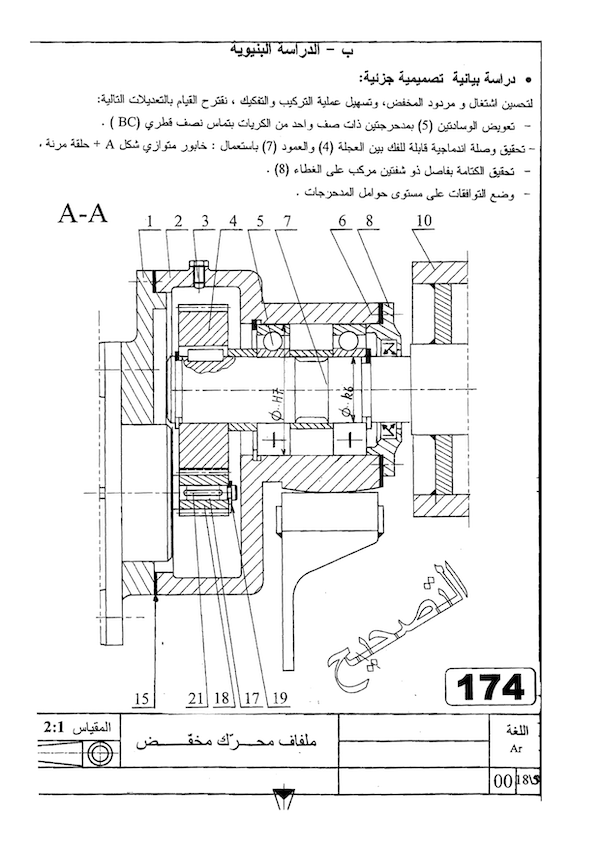 ب - الدراسة البنيوية
• دراسة بيانية تصميمية جزئية:
لتحسين اشتغال و مردود المخفض، وتسهيل عملية التركيب والتفكيك ، نقترح القيام بالتعديلات التالية:
- تعويض الوسادتين (5) بمدحرجتين ذات صف واحد من الكريات بتماس نصف قطري (BC) .
- تحقيق وصلة اندماجية قابلة للفك بين العجلة (4) والعمود (7) باستعمال : خابور متوازي شكل A + حلقة مرنة ،
- تحقيق الكتامة بفاصل ذو شفتين مركب على الغطاء (8) .
- وضع التوافقات على مستوى حوامل المدحرجات .
A-A
1 2 3 4 5 7 6 8 10
Ø H7
Ø k6
التصحيح
174
15 21 18 17 19
المقياس 2:1
ملفاف محرّك مخفض
اللغة
Ar
00